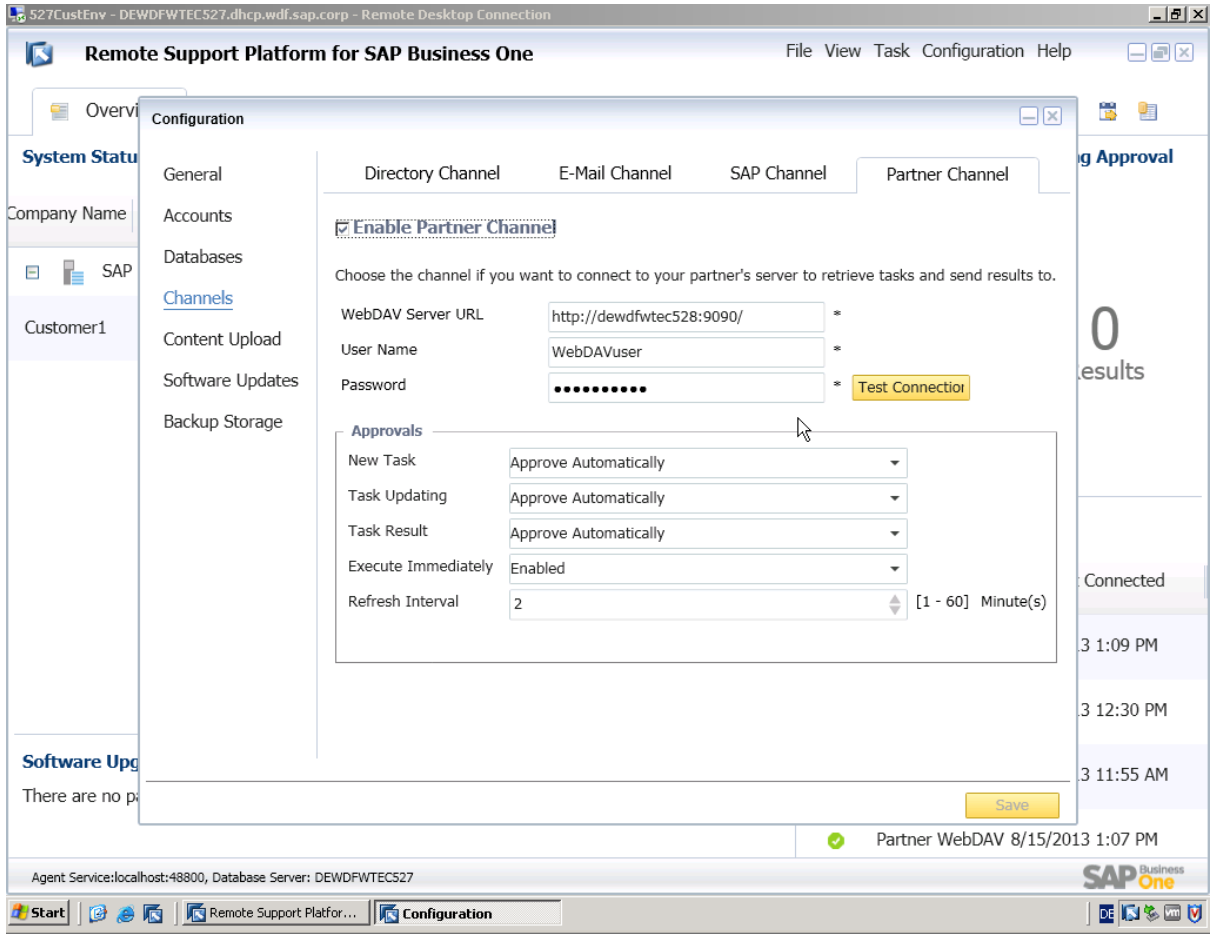 527CustEnv - DEWDFWTEC527.dhcp.wdf.sap.corp - Remote Desktop Connection
Remote Support Platform for SAP Business One
File View Task Configuration Help
Overvi
Configuration
System Statu
ng Approval
General
Directory Channel
E-Mail Channel
SAP Channel
Partner Channel
Company Name
Accounts
Enable Partner Channel
Databases
SAP
Choose the channel if you want to connect to your partner's server to retrieve tasks and send results to.
Channels
WebDAV Server URL
http://dewdfwtec528:9090/ *
Customer1
Content Upload
User Name
WebDAVuser *
0
Software Updates
Password
●●●●●●●●●● *
Test Connection
esults
Backup Storage
Approvals
New Task
Approve Automatically
Task Updating
Approve Automatically
Task Result
Approve Automatically
Execute Immediately
Enabled
Connected
Refresh Interval
2
[1 - 60] Minute(s)
3 1:09 PM
3 12:30 PM
Software Upg
3 11:55 AM
There are no pa
Save
Partner WebDAV 8/15/2013 1:07 PM
Agent Service:localhost:48800, Database Server: DEWDFWTEC527
SAP Business One
Start
Remote Support Platfor...
Configuration
DE